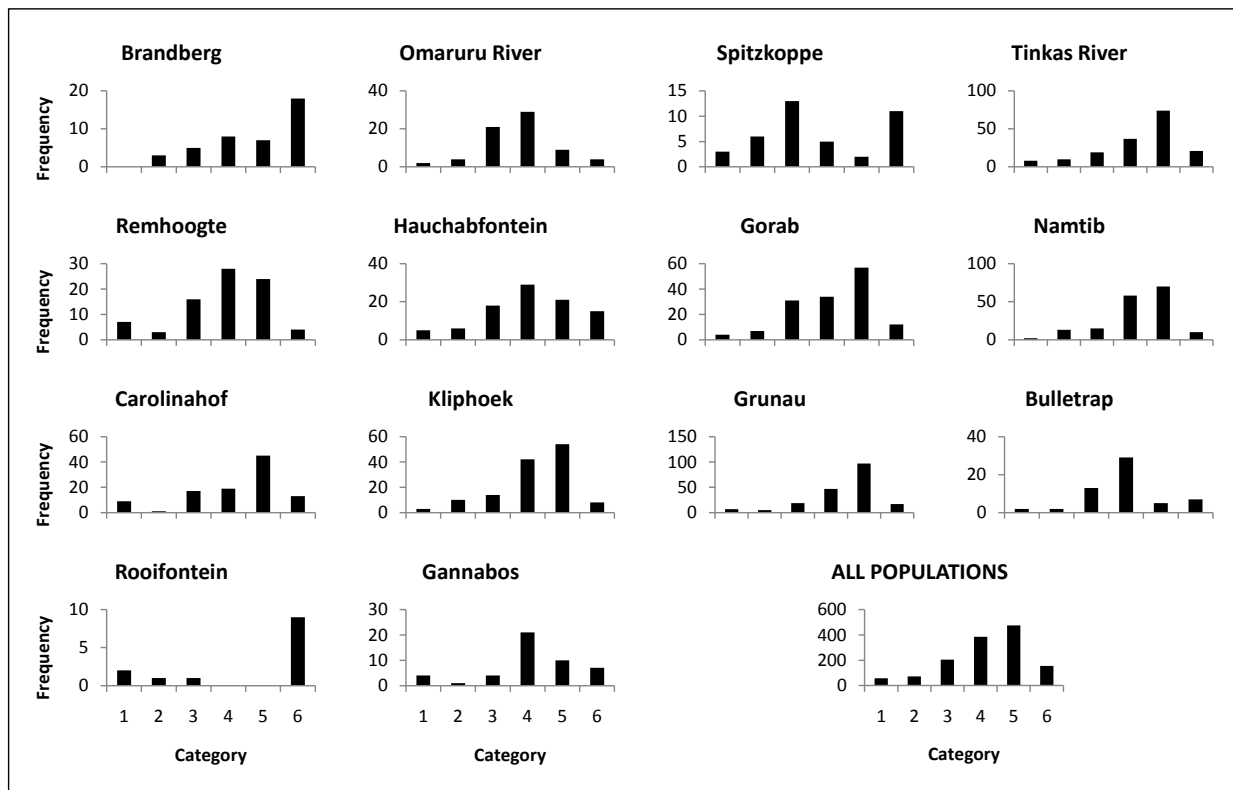 Brandberg
Omaruru River
Spitzkoppe
Tinkas River
Frequency
20
10
0
40
20
0
15
10
5
0
100
50
0
Remhoogte
Hauchabfontein
Gorab
Namtib
Frequency
30
20
10
0
40
20
0
60
40
20
0
100
50
0
Carolinahof
Kliphoek
Grunau
Bulletrap
Frequency
60
40
20
0
60
40
20
0
150
100
50
0
40
20
0
Rooifontein
Gannabos
ALL POPULATIONS
Frequency
10
5
0
30
20
10
0
600
400
200
0
1 2 3 4 5 6
1 2 3 4 5 6
1 2 3 4 5 6
Category
Category
Category